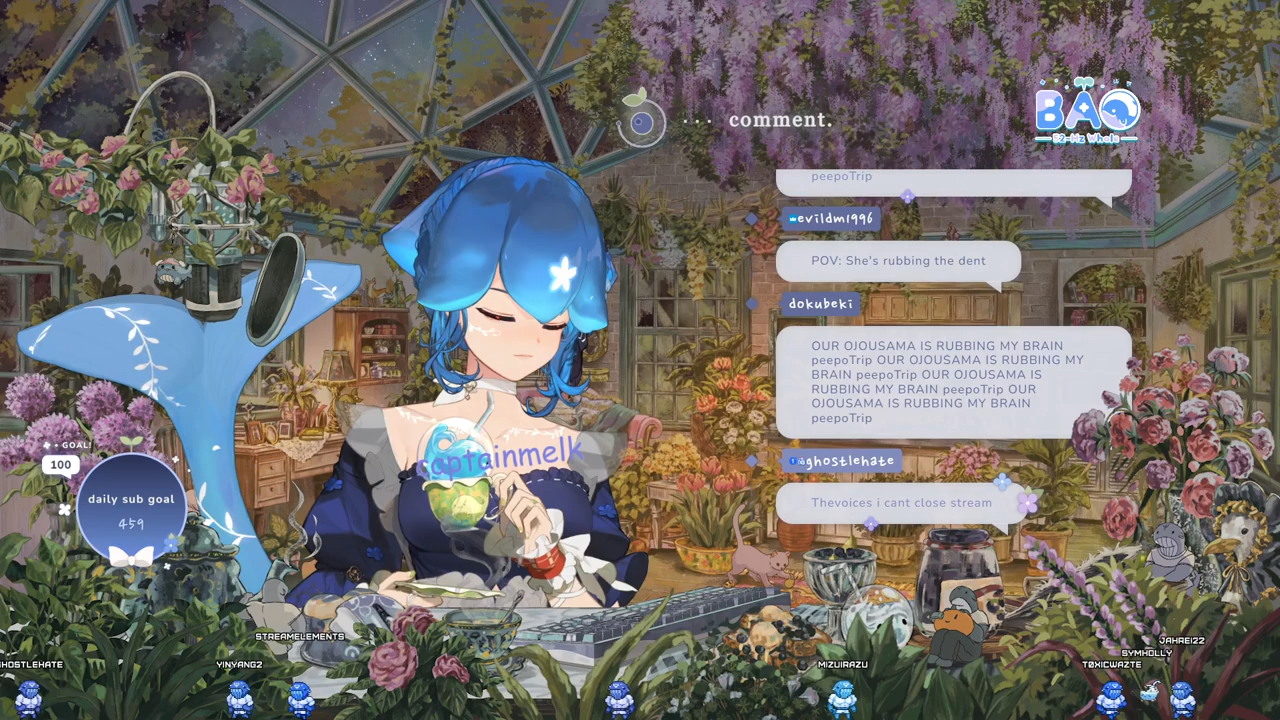 BAO
52-Hz Whale
... comment.
peepoTrip
evildm1996
POV: She's rubbing the dent
dokubeki
OUR OJOUSAMA IS RUBBING MY BRAIN
peepoTrip OUR OJOUSAMA IS RUBBING MY
BRAIN peepoTrip OUR OJOUSAMA IS
RUBBING MY BRAIN peepoTrip OUR
OJOUSAMA IS RUBBING MY BRAIN
peepoTrip
ghostlehate
Thevoices i cant close stream
captainmelk
GOAL!
100
daily sub goal
459
STREAMELEMENTS
HOSTLEHATE
YINYANG2
MIZUIRAZU
JAHREI22
SYMHOLLY
T0XICWAZTE